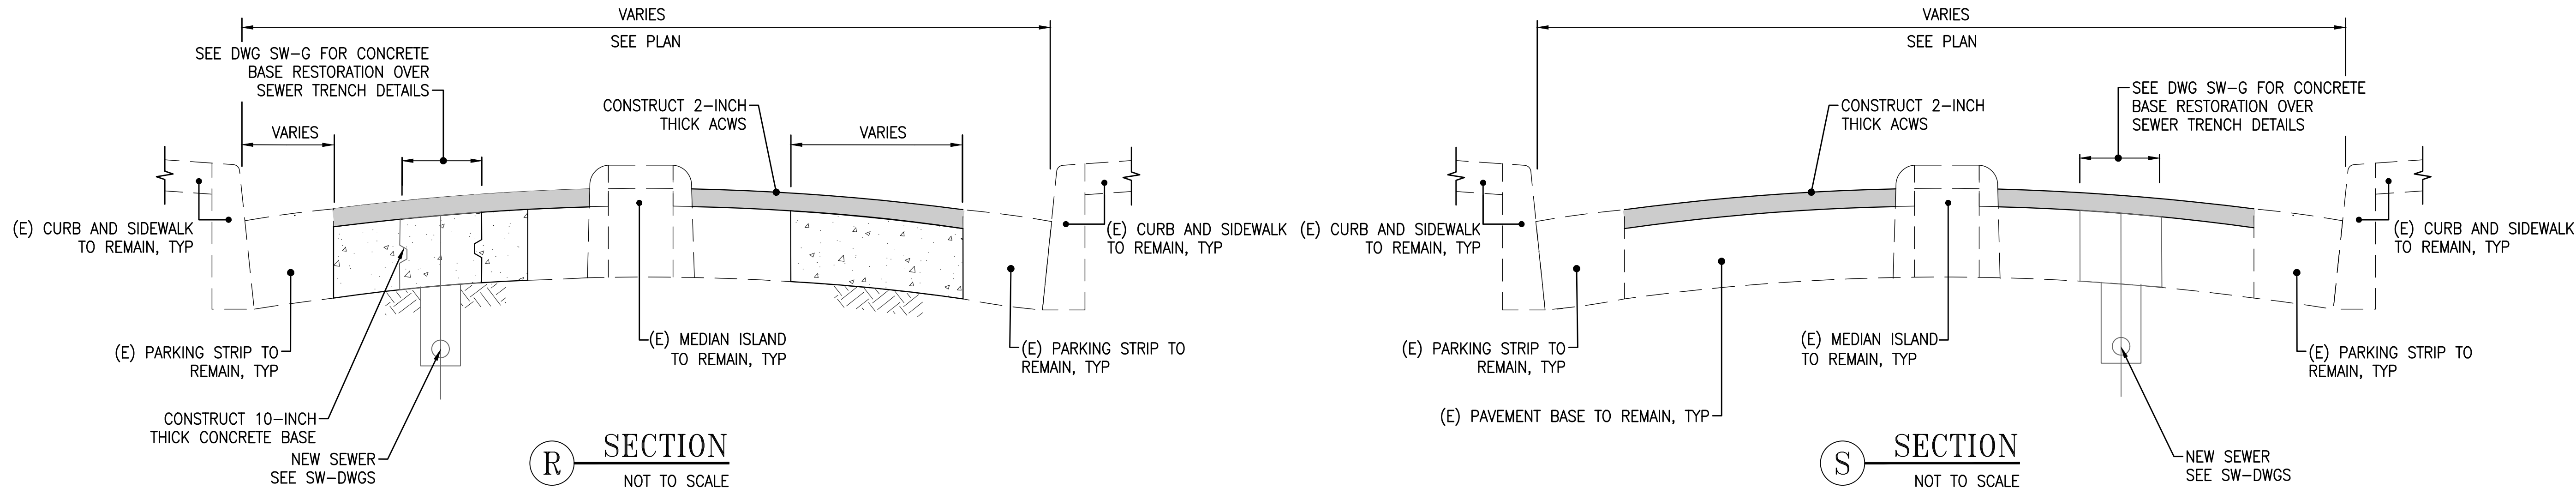 VARIES
SEE PLAN
SEE DWG SW-G FOR CONCRETE
BASE RESTORATION OVER
SEWER TRENCH DETAILS
CONSTRUCT 2-INCH
THICK ACWS
VARIES
VARIES
(E) CURB AND SIDEWALK
TO REMAIN, TYP
(E) CURB AND SIDEWALK
TO REMAIN, TYP
(E) PARKING STRIP TO
REMAIN, TYP
(E) MEDIAN ISLAND
TO REMAIN, TYP
(E) PARKING STRIP TO
REMAIN, TYP
CONSTRUCT 10-INCH
THICK CONCRETE BASE
NEW SEWER
SEE SW-DWGS
R
SECTION
NOT TO SCALE
VARIES
SEE PLAN
CONSTRUCT 2-INCH
THICK ACWS
SEE DWG SW-G FOR CONCRETE
BASE RESTORATION OVER
SEWER TRENCH DETAILS
(E) CURB AND SIDEWALK
TO REMAIN, TYP
(E) CURB AND SIDEWALK
TO REMAIN, TYP
(E) PARKING STRIP TO
REMAIN, TYP
(E) MEDIAN ISLAND
TO REMAIN, TYP
(E) PARKING STRIP TO
REMAIN, TYP
(E) PAVEMENT BASE TO REMAIN, TYP
NEW SEWER
SEE SW-DWGS
S
SECTION
NOT TO SCALE